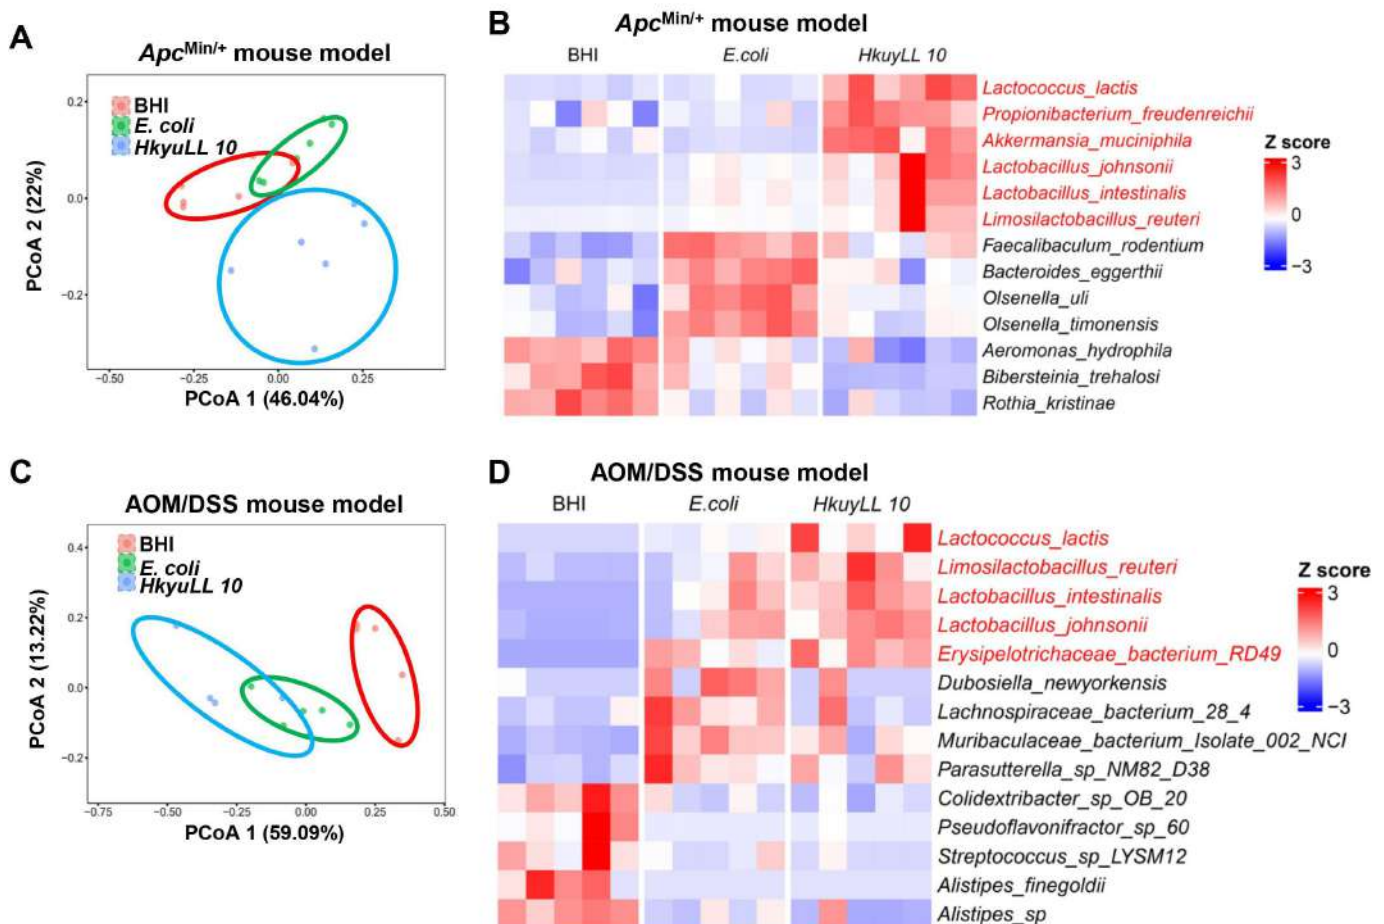 A
Apc^Min/+ mouse model
BHI
E. coli
HkyuLL 10
PCoA 2 (22%)
0.2
0.0
-0.2
-0.50
-0.25
0.00
0.25
PCoA 1 (46.04%)
B
Apc^Min/+ mouse model
BHI
E.coli
HkuyLL 10
Lactococcus_lactis
Propionibacterium_freudenreichii
Akkermansia_muciniphila
Lactobacillus_johnsonii
Lactobacillus_intestinalis
Limosilactobacillus_reuteri
Faecalibaculum_rodentium
Bacteroides_eggerthii
Olsenella_uli
Olsenella_timonensis
Aeromonas_hydrophila
Bibersteinia_trehalosi
Rothia_kristinae
Z score
3
0
−3
C
AOM/DSS mouse model
BHI
E. coli
HkyuLL 10
PCoA 2 (13.22%)
0.4
0.2
0.0
-0.2
-0.75
-0.50
-0.25
0.00
0.25
0.50
PCoA 1 (59.09%)
D
AOM/DSS mouse model
BHI
E.coli
HkuyLL 10
Lactococcus_lactis
Limosilactobacillus_reuteri
Lactobacillus_intestinalis
Lactobacillus_johnsonii
Erysipelotrichaceae_bacterium_RD49
Dubosiella_newyorkensis
Lachnospiraceae_bacterium_28_4
Muribaculaceae_bacterium_Isolate_002_NCI
Parasutterella_sp_NM82_D38
Colidextribacter_sp_OB_20
Pseudoflavonifractor_sp_60
Streptococcus_sp_LYSM12
Alistipes_finegoldii
Alistipes_sp
Z score
3
0
−3